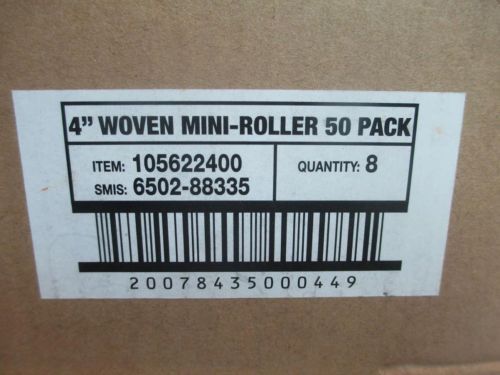 4" WOVEN MINI-ROLLER 50 PACK
ITEM: 105622400
SMIS: 6502-88335
QUANTITY: 8
20078435000449